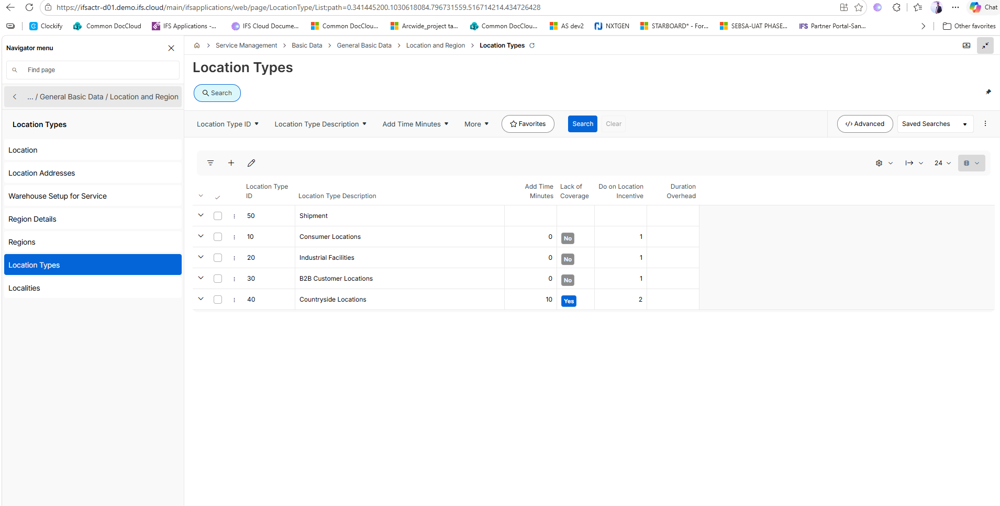 https://ifsactr-d01.demo.ifs.cloud/main/ifsapplications/web/page/LocationType/List;path=0.341445200.1030618084.796731559.516714214.434726428
Chat
Clockify
Common DocCloud
IFS Applications -...
IFS Cloud Docume...
Common DocClou...
Arcwide_project ta...
Common DocClou...
AS dev2
NXTGEN
STARBOARD* - For...
SEBSA-UAT PHASE...
IFS Partner Portal-San...
Other favorites
Navigator menu
Find page
... / General Basic Data / Location and Region
Location Types
Location
Location Addresses
Warehouse Setup for Service
Region Details
Regions
Location Types
Localities
Service Management > Basic Data > General Basic Data > Location and Region > Location Types
Location Types
Search
Location Type ID Location Type Description Add Time Minutes More Favorites Search Clear </> Advanced Saved Searches
24
Location Type ID Location Type Description Add Time Minutes Lack of Coverage Do on Location Incentive Duration Overhead
50 Shipment
10 Consumer Locations 0 No 1
20 Industrial Facilities 0 No 1
30 B2B Customer Locations 0 No 1
40 Countryside Locations 10 Yes 2